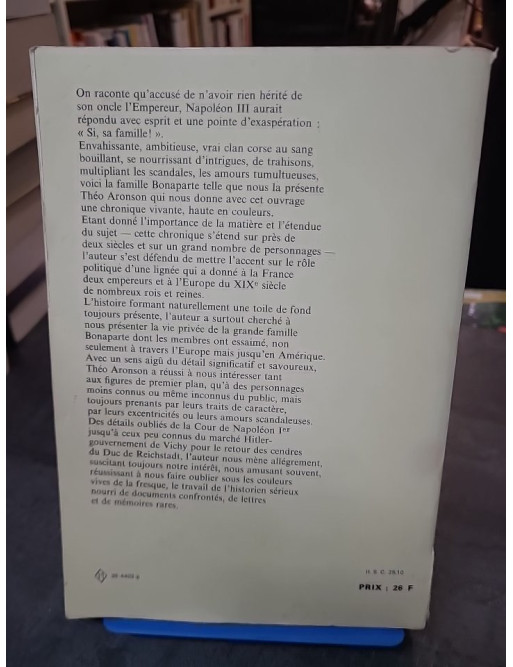 On raconte qu'accusé de n'avoir rien hérité de
son oncle l'Empereur, Napoléon III aurait
répondu avec esprit et une pointe d'exaspération :
« Si, sa famille! ».
Envahissante, ambitieuse, vrai clan corse au sang
bouillant, se nourrissant d'intrigues, de trahisons,
multipliant les scandales, les amours tumultueuses,
voici la famille Bonaparte telle que nous la présente
Théo Aronson qui nous donne avec cet ouvrage
une chronique vivante, haute en couleurs.
Etant donné l'importance de la matière et l'étendue
du sujet — cette chronique s'étend sur près de
deux siècles et sur un grand nombre de personnages —
l'auteur s'est défendu de mettre l'accent sur le rôle
politique d'une lignée qui a donné à la France
deux empereurs et à l'Europe du XIXe siècle
de nombreux rois et reines.
L'histoire formant naturellement une toile de fond
toujours présente, l'auteur a surtout cherché à
nous présenter la vie privée de la grande famille
Bonaparte dont les membres ont essaimé, non
seulement à travers l'Europe mais jusqu'en Amérique.
Avec un sens aigû du détail significatif et savoureux,
Théo Aronson a réussi à nous intéresser tant
aux figures de premier plan, qu'à des personnages
moins connus ou même inconnus du public, mais
toujours prenants par leurs traits de caractère,
par leurs excentricités ou leurs amours scandaleuses.
Des détails oubliés de la Cour de Napoléon Ier
jusqu'à ceux peu connus du marché Hitler-
gouvernement de Vichy pour le retour des cendres
du Duc de Reichstadt, l'auteur nous mène allégrement,
suscitant toujours notre intérêt, nous amusant souvent,
réussissant à nous faire oublier sous les couleurs
vives de la fresque, le travail de l'historien sérieux
nourri de documents confrontés, de lettres
et de mémoires rares.
PRIX : 26 F